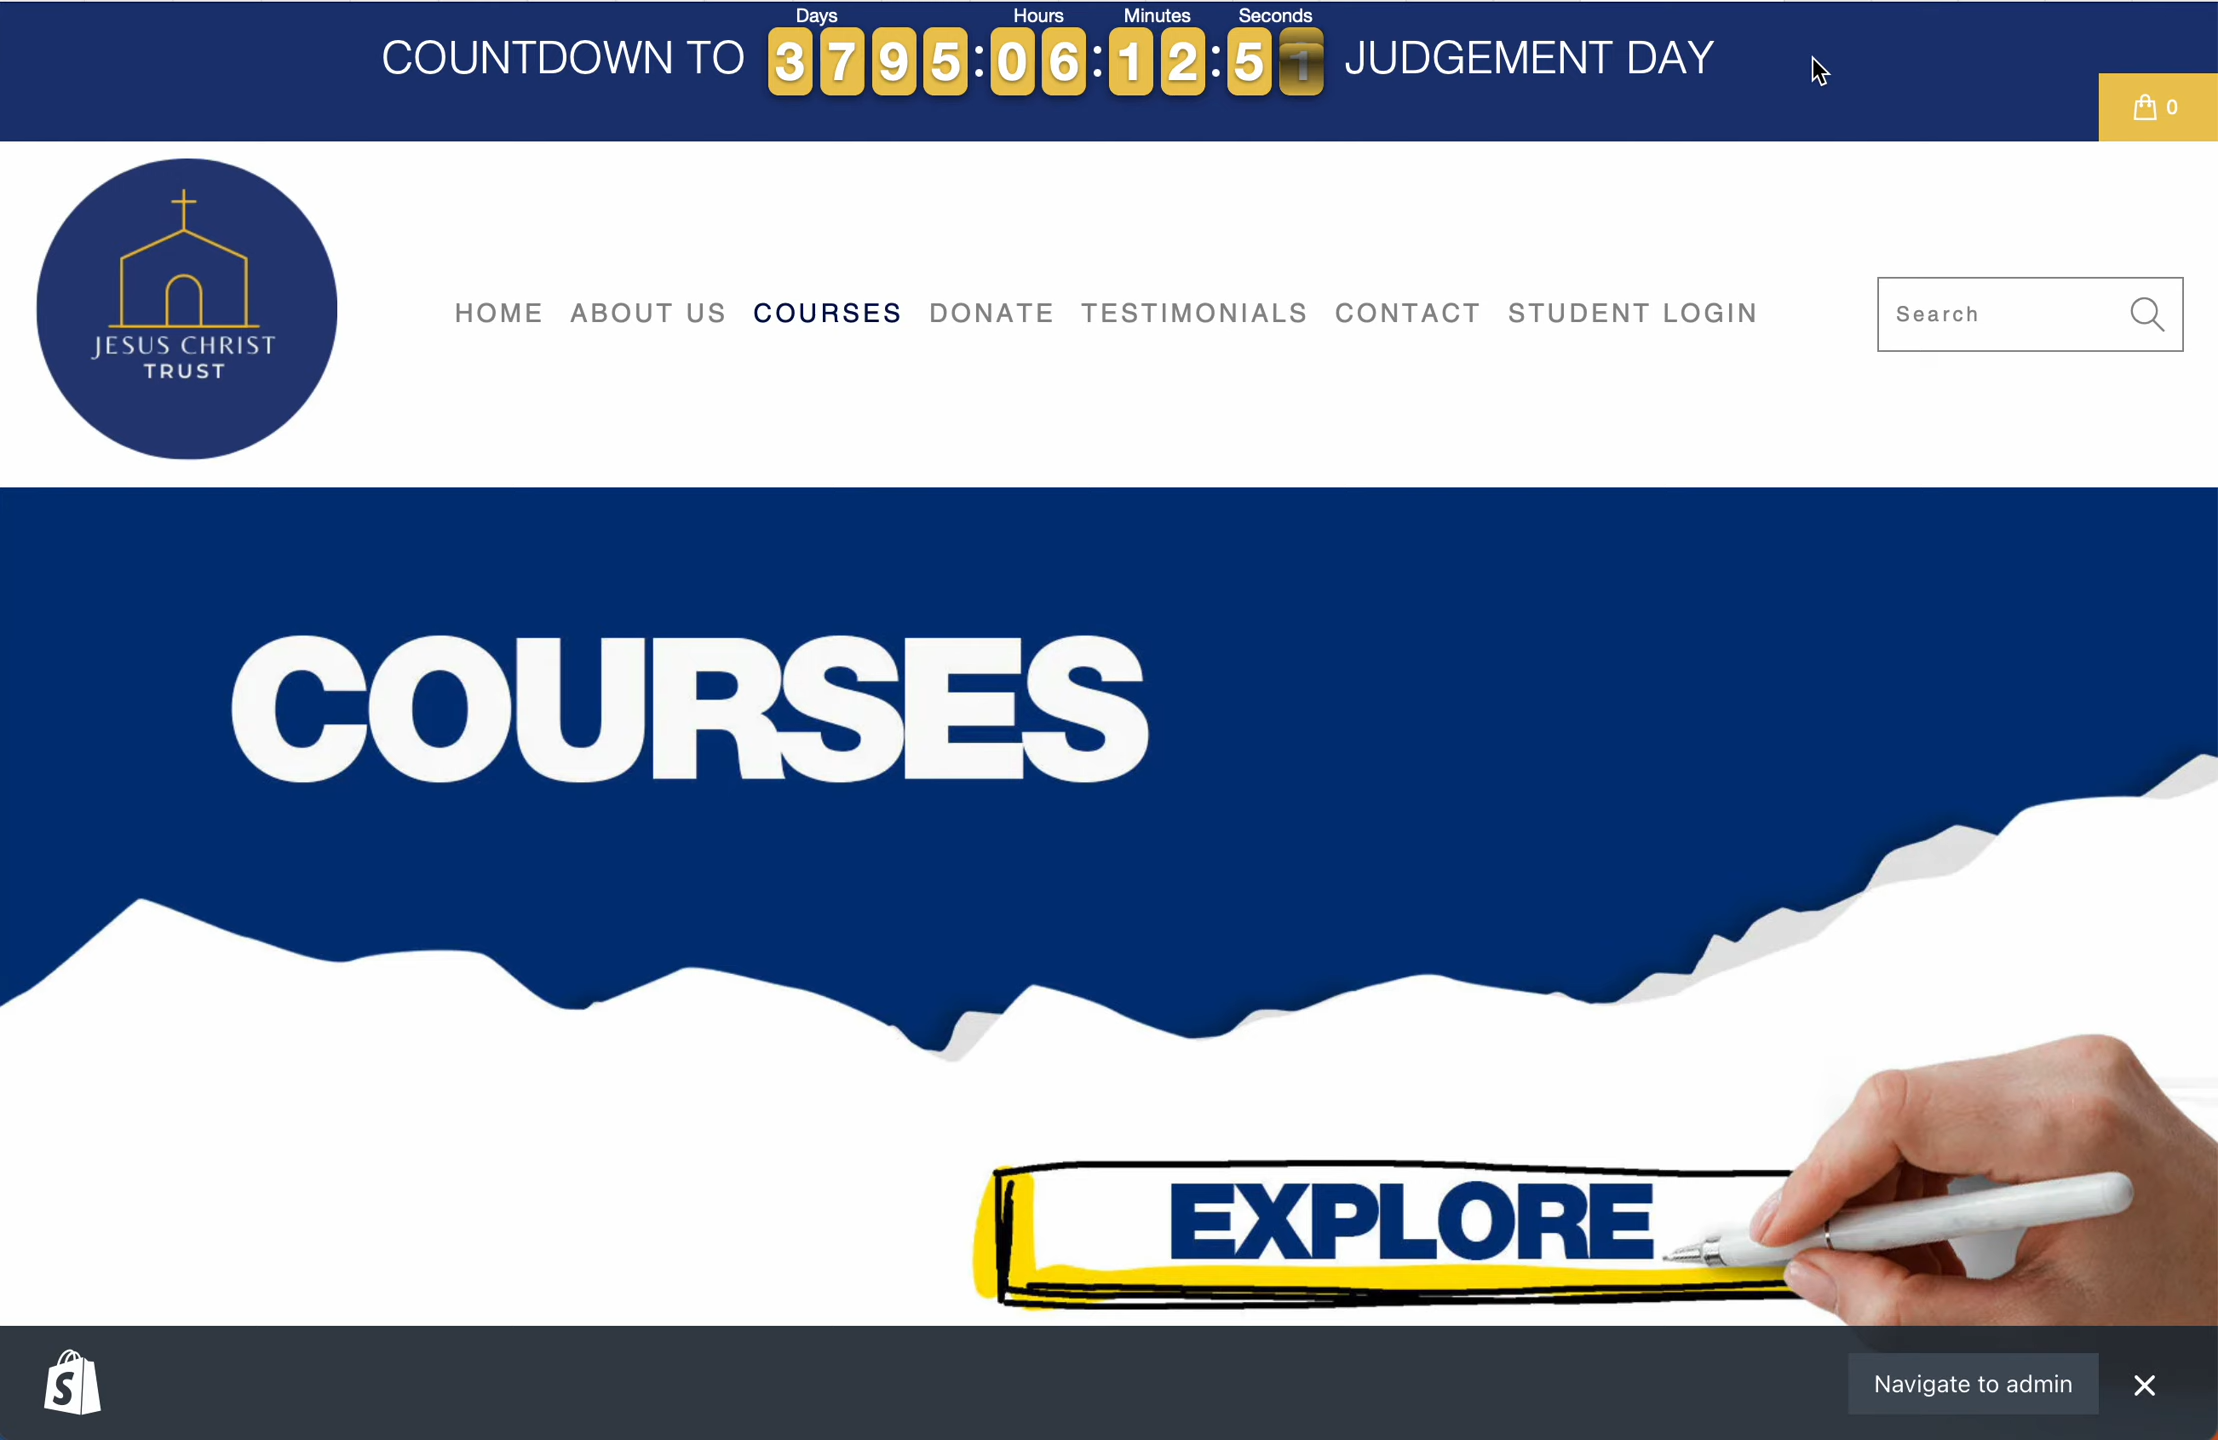 Days Hours Minutes Seconds
COUNTDOWN TO 3795:06:12:51 JUDGEMENT DAY
0
JESUS CHRIST
TRUST
HOME ABOUT US COURSES DONATE TESTIMONIALS CONTACT STUDENT LOGIN
Search
COURSES
EXPLORE
S
Navigate to admin